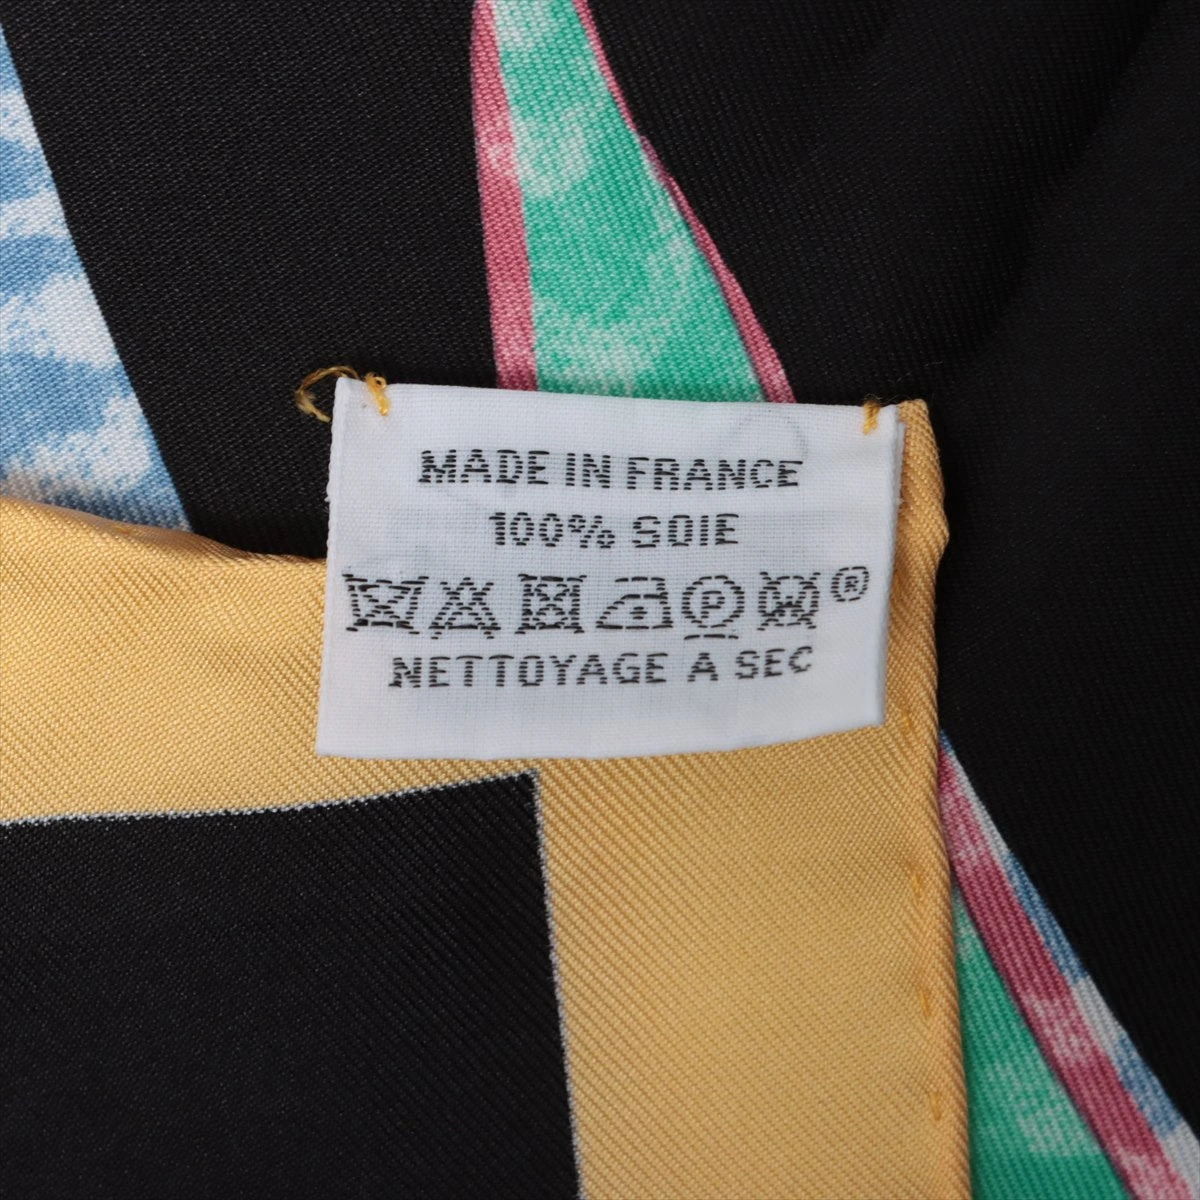 MADE IN FRANCE
100% SOIE
P W ®
NETTOYAGE A SEC